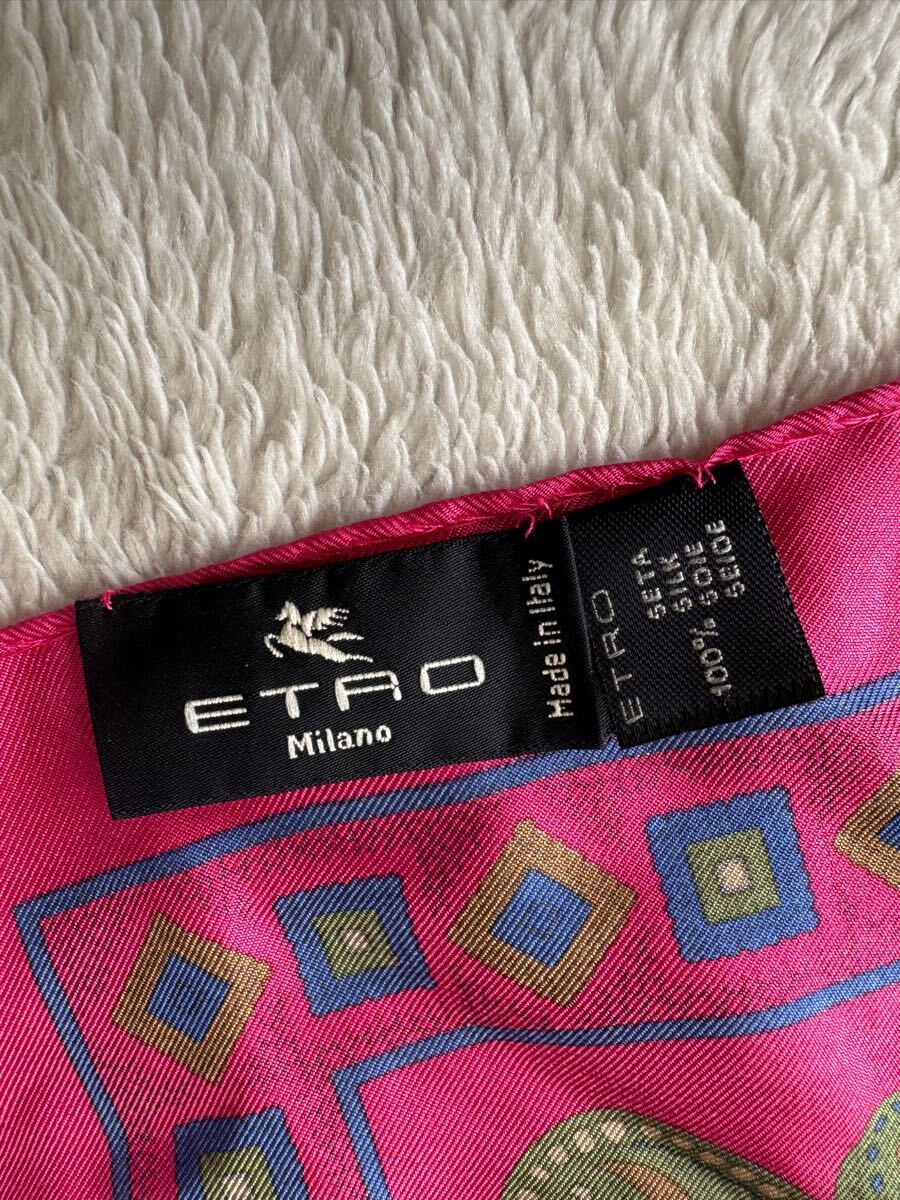 ETRO
Milano
Made in Italy
ETRO
SETA
SILK
100% SOIE
SEIDE